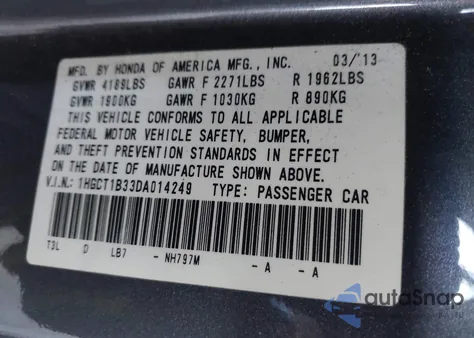 MFD. BY HONDA OF AMERICA MFG., INC. 03/'13
GVWR 4189LBS GAWR F 2271LBS R 1962LBS
GVWR 1900KG GAWR F 1030KG R 890KG
THIS VEHICLE CONFORMS TO ALL APPLICABLE
FEDERAL MOTOR VEHICLE SAFETY, BUMPER,
AND THEFT PREVENTION STANDARDS IN EFFECT
ON THE DATE OF MANUFACTURE SHOWN ABOVE.
V.I.N.: 1HGCT1B33DA014249 TYPE: PASSENGER CAR
T3L D LB7 - NH797M - A - A
autoSnap